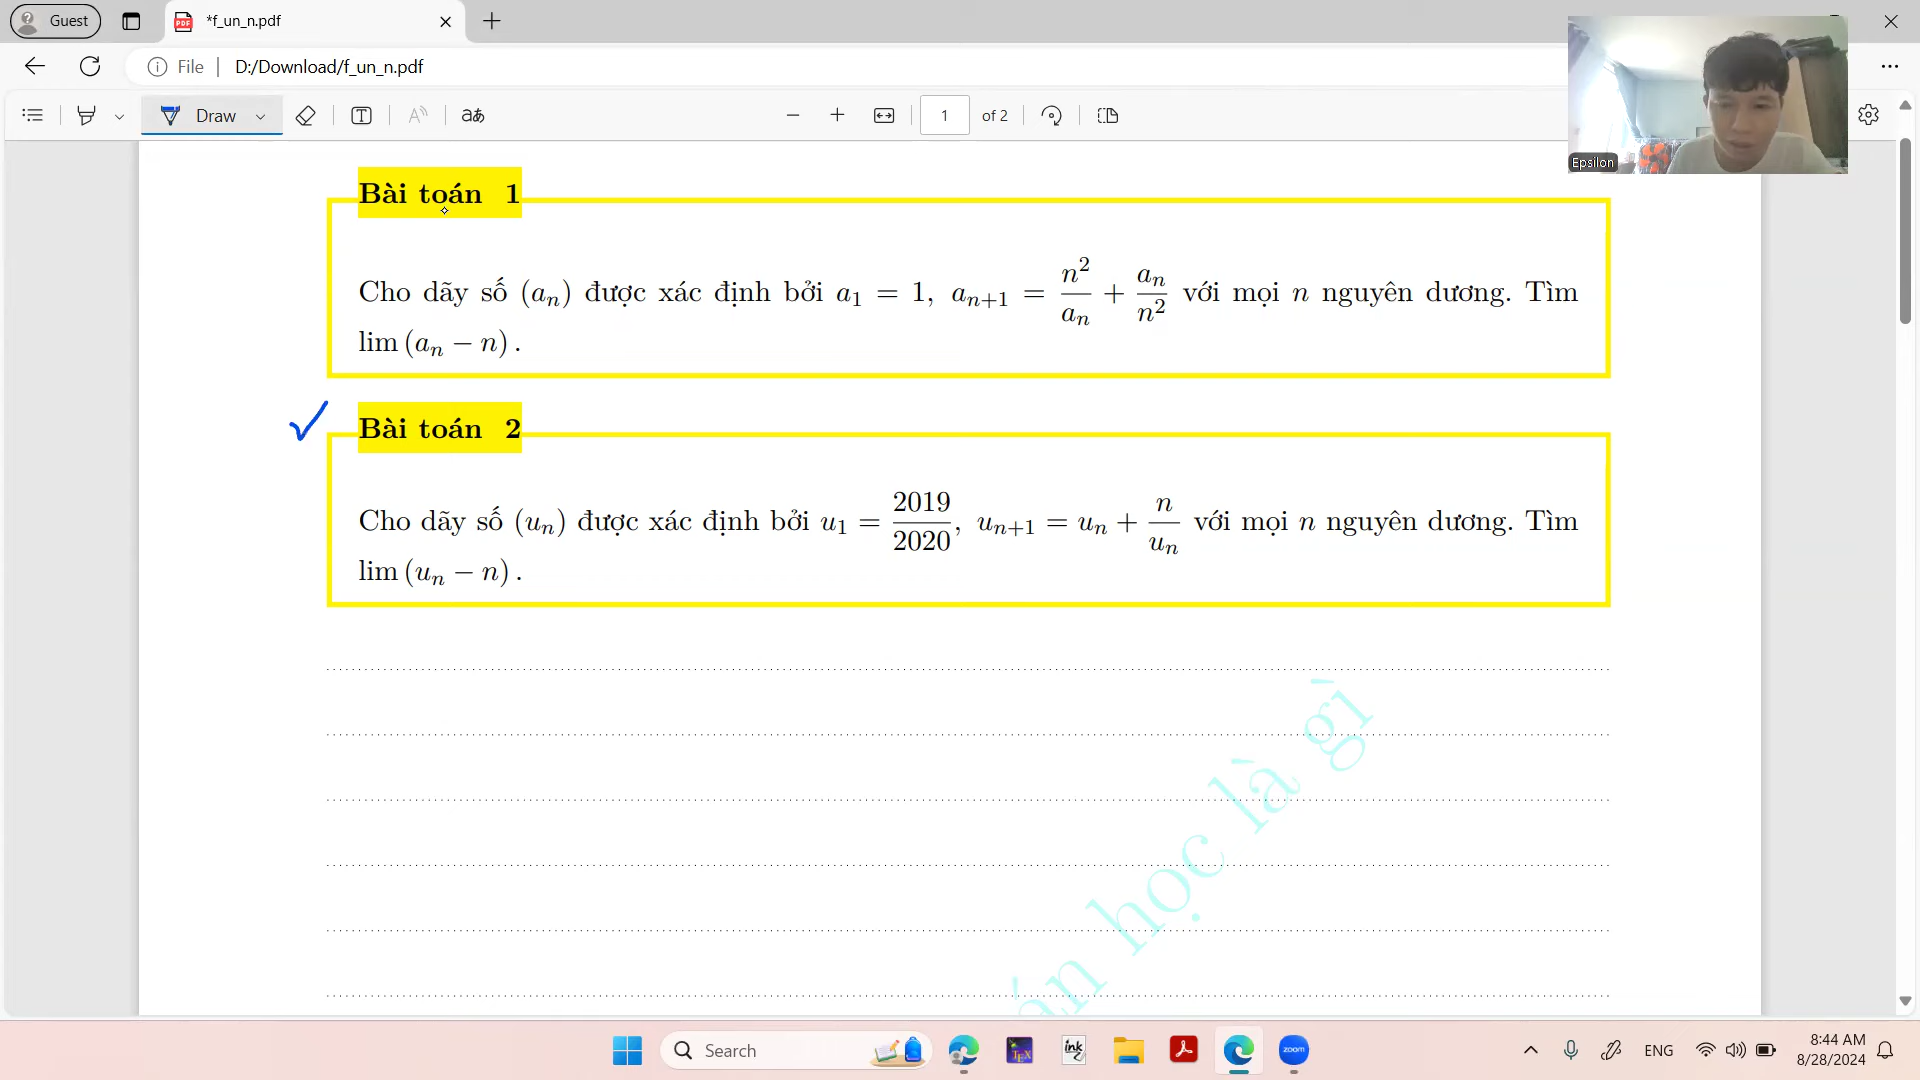 Guest
*f_un_n.pdf
File
D:/Download/f_un_n.pdf
Draw
1
of 2
Epsilon
Bài toán 1
Cho dãy số (aₙ) được xác định bởi a₁ = 1, aₙ₊₁ = n²/aₙ + aₙ/n² với mọi n nguyên dương. Tìm
lim (aₙ − n) .
Bài toán 2
Cho dãy số (uₙ) được xác định bởi u₁ = 2019/2020, uₙ₊₁ = uₙ + n/uₙ với mọi n nguyên dương. Tìm
lim (uₙ − n) .
học là gì
Search
ENG
8:44 AM
8/28/2024